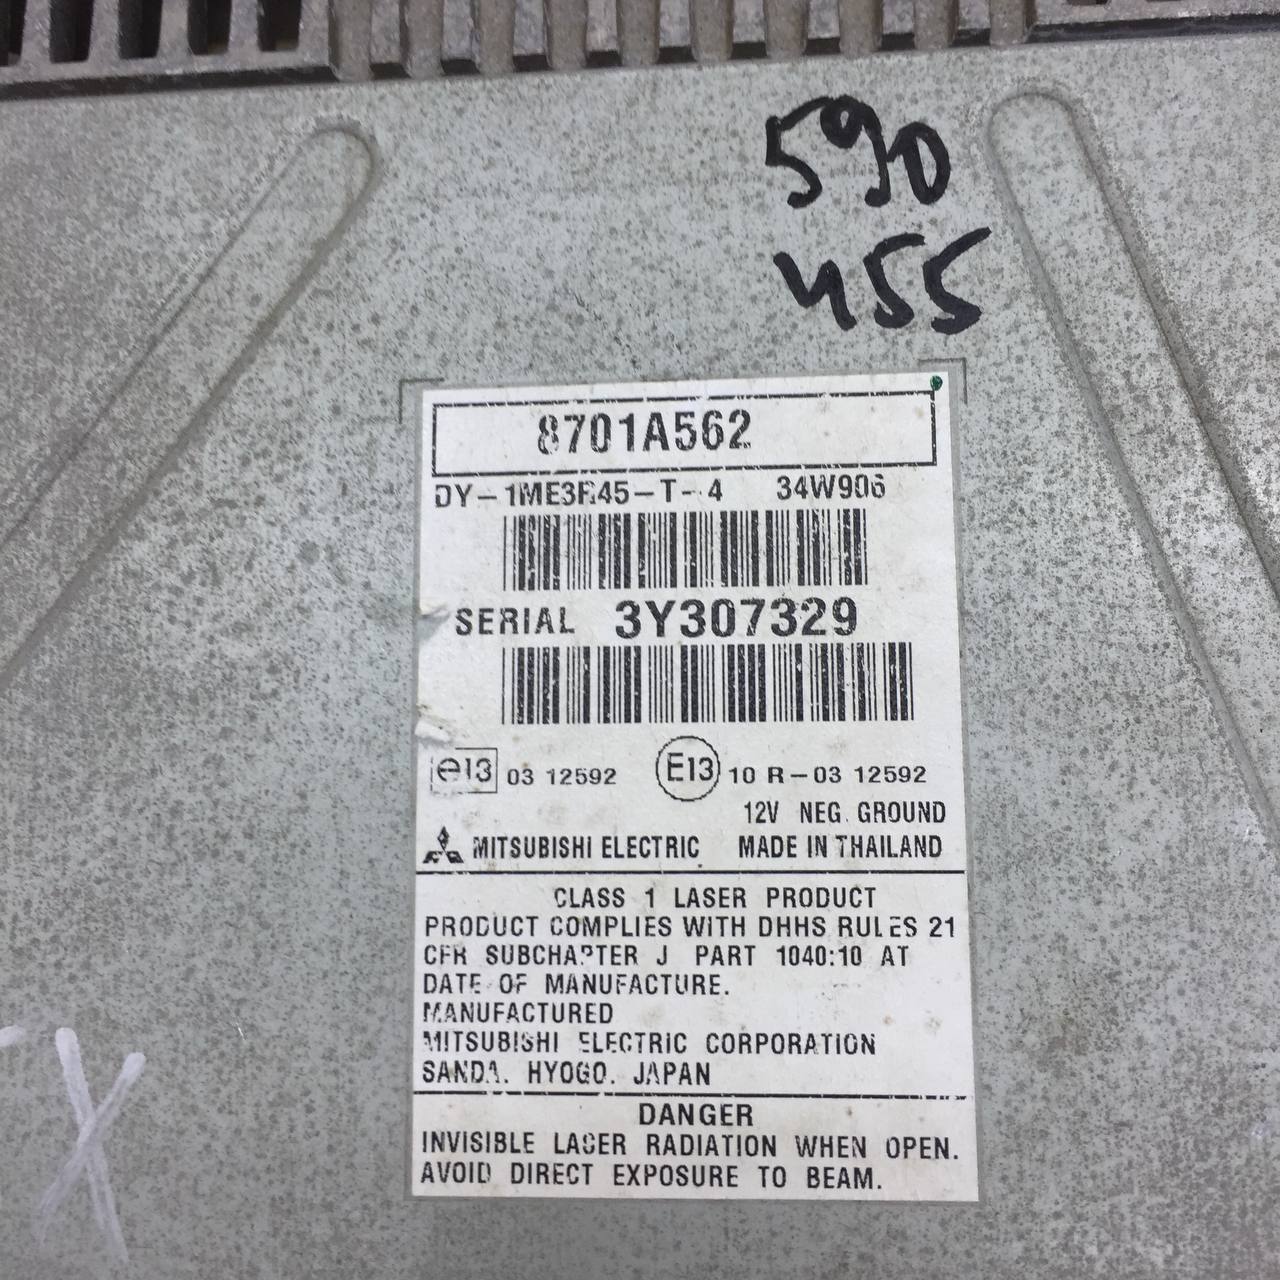 590
455
8701A562
DY-1ME3R45-T-4 34W906
SERIAL 3Y307329
e13 03 12592 E13 10 R-03 12592
12V NEG. GROUND
MITSUBISHI ELECTRIC MADE IN THAILAND
CLASS 1 LASER PRODUCT
PRODUCT COMPLIES WITH DHHS RULES 21
CFR SUBCHAPTER J PART 1040:10 AT
DATE OF MANUFACTURE.
MANUFACTURED
MITSUBISHI ELECTRIC CORPORATION
SANDA. HYOGO. JAPAN
DANGER
INVISIBLE LASER RADIATION WHEN OPEN.
AVOID DIRECT EXPOSURE TO BEAM.
X